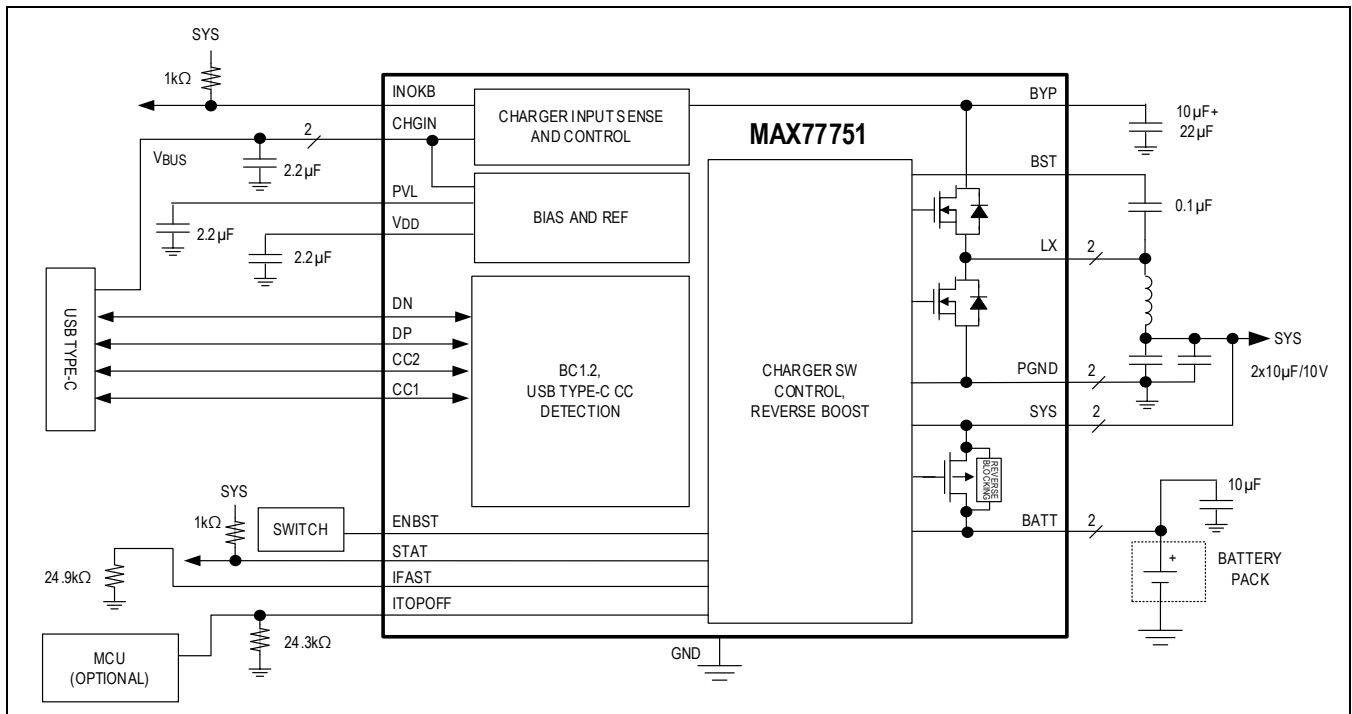 SYS
1kΩ
INOKB
CHGIN
2
VBUS
2.2µF
PVL
2.2µF
VDD
2.2µF
CHARGER INPUT SENSE
AND CONTROL
BIAS AND REF
MAX77751
BYP
10µF+
22µF
BST
0.1µF
LX
2
SYS
2x10µF/10V
PGND
2
SYS
2
USB TYPE-C
DN
DP
CC2
CC1
BC1.2,
USB TYPE-C CC
DETECTION
CHARGER SW
CONTROL,
REVERSE BOOST
REVERSE
BLOCKING
BATT
2
10µF
BATTERY
PACK
+
SYS
1kΩ
SWITCH
ENBST
STAT
24.9kΩ
IFAST
ITOPOFF
24.3kΩ
MCU
(OPTIONAL)
GND